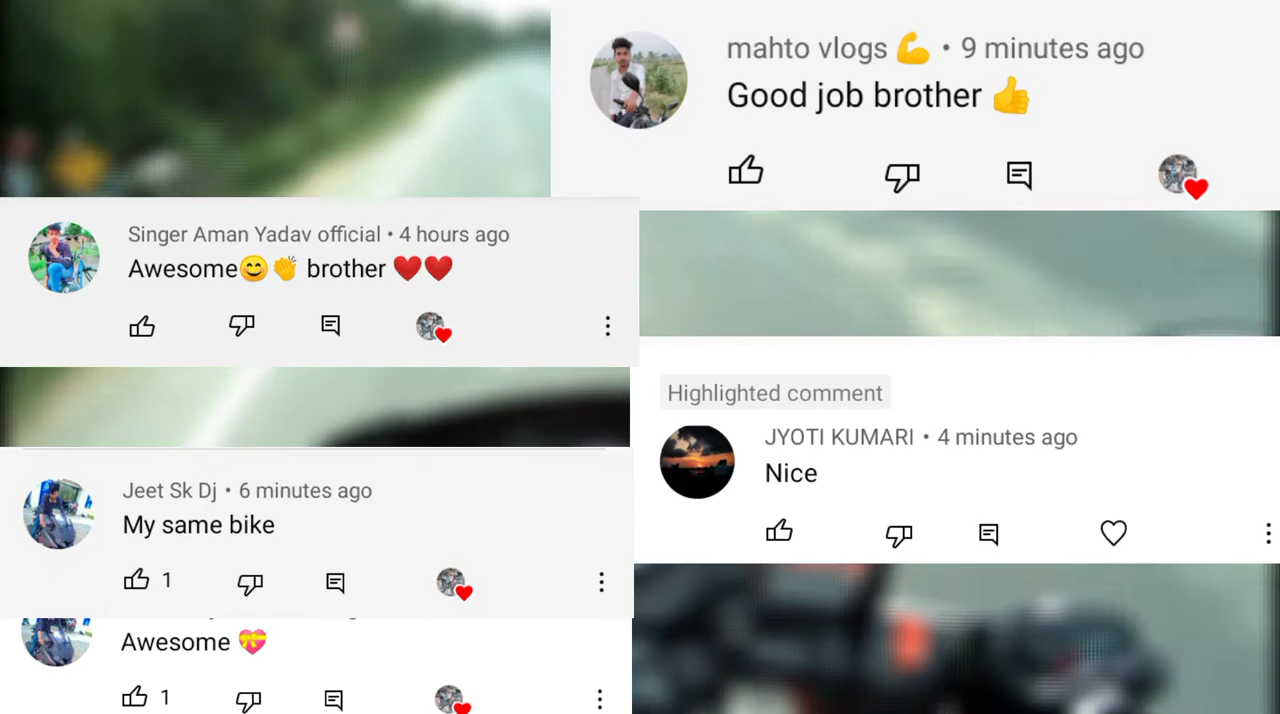 mahto vlogs 💪 • 9 minutes ago
Good job brother 👍
Singer Aman Yadav official • 4 hours ago
Awesome😊👏 brother ❤️❤️
Highlighted comment
JYOTI KUMARI • 4 minutes ago
Nice
Jeet Sk Dj • 6 minutes ago
My same bike
1
Awesome 💝
1